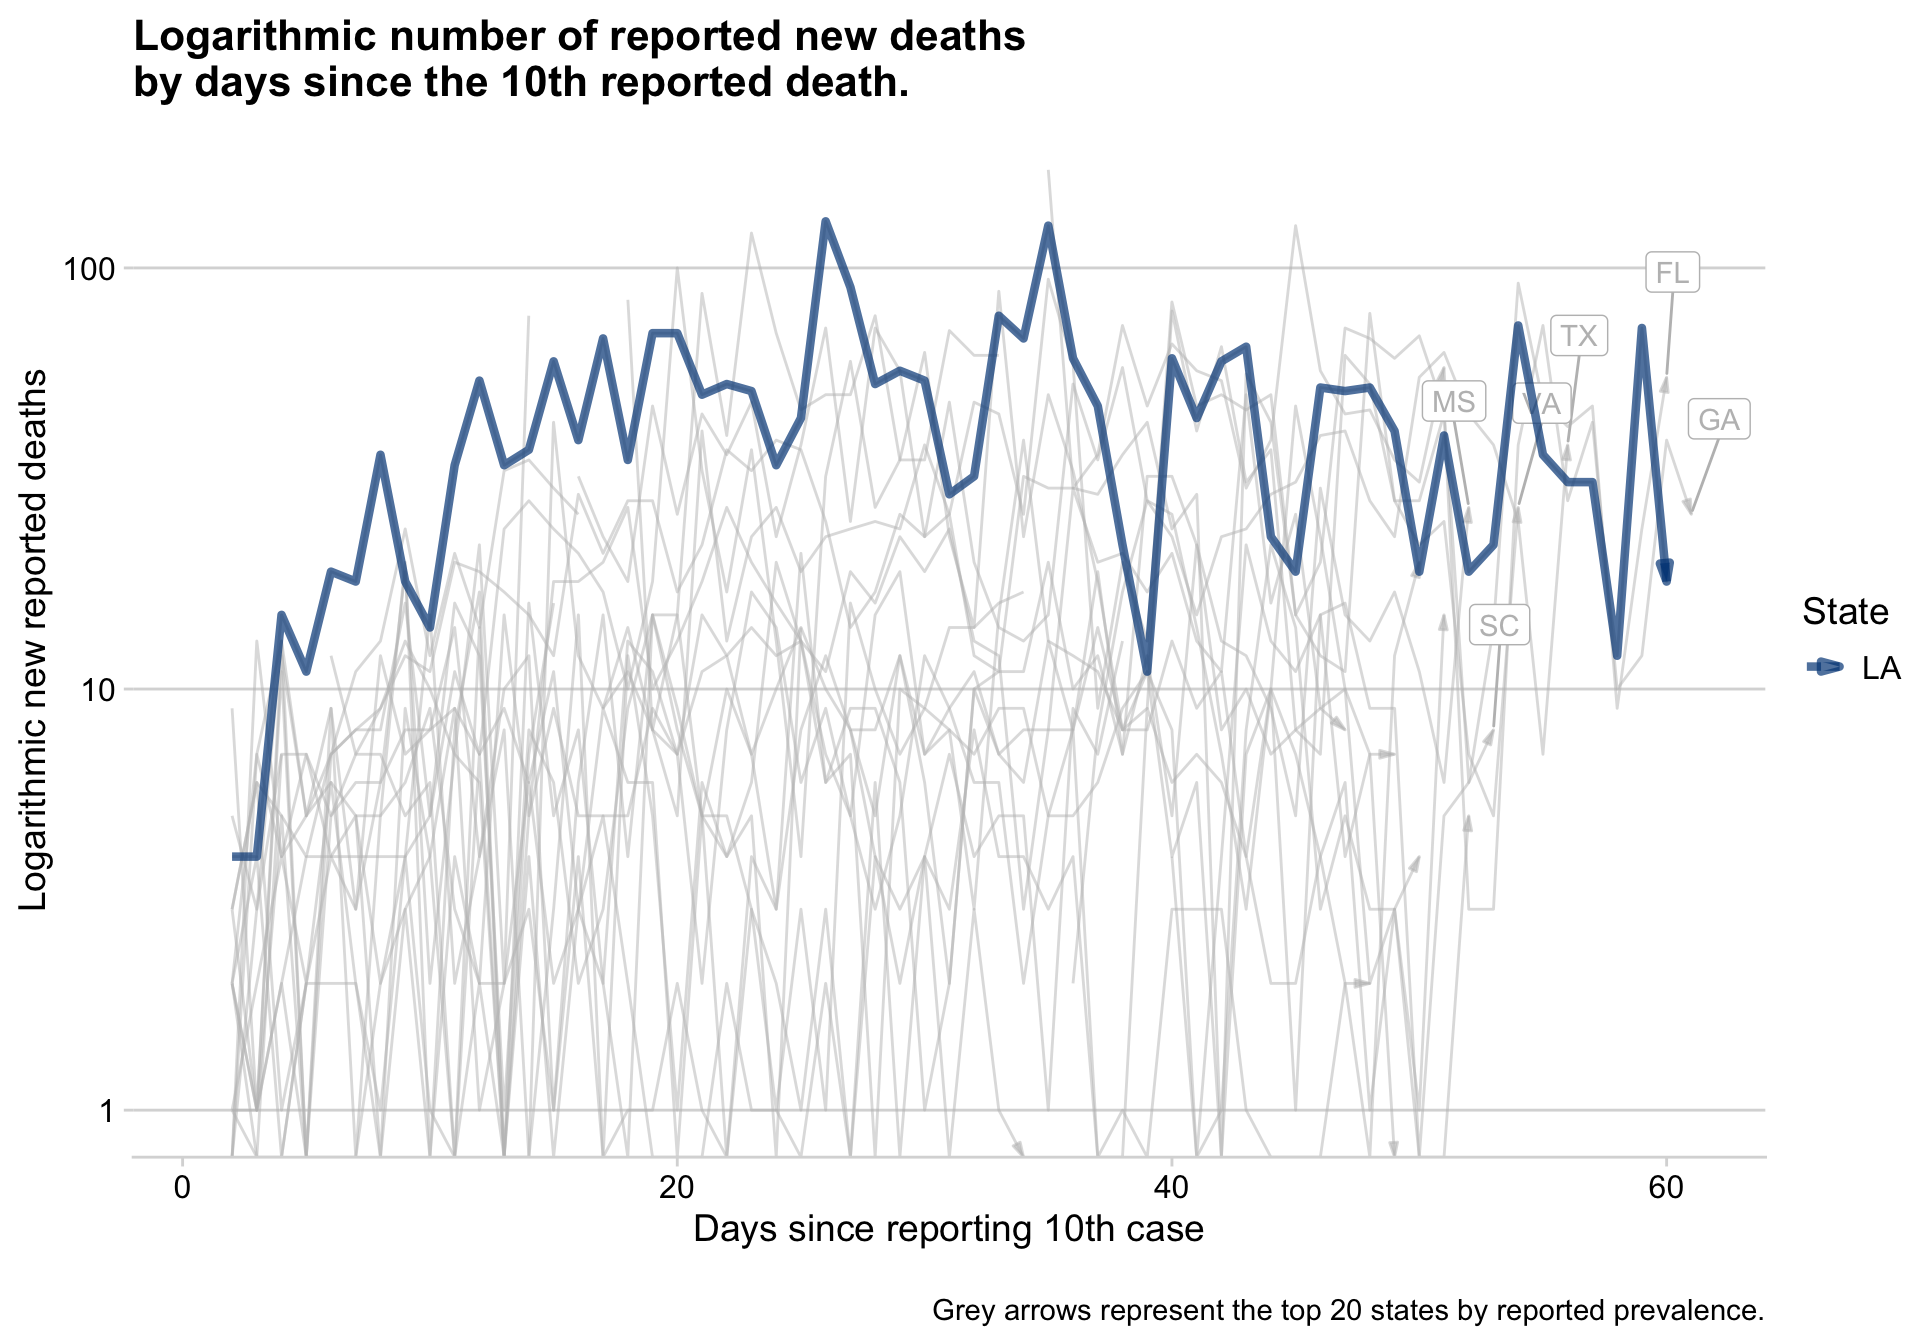 Logarithmic number of reported new deaths
by days since the 10th reported death.
Logarithmic new reported deaths
100
10
1
FL
TX
MS
VA
GA
SC
State
LA
0
20
40
60
Days since reporting 10th case
Grey arrows represent the top 20 states by reported prevalence.